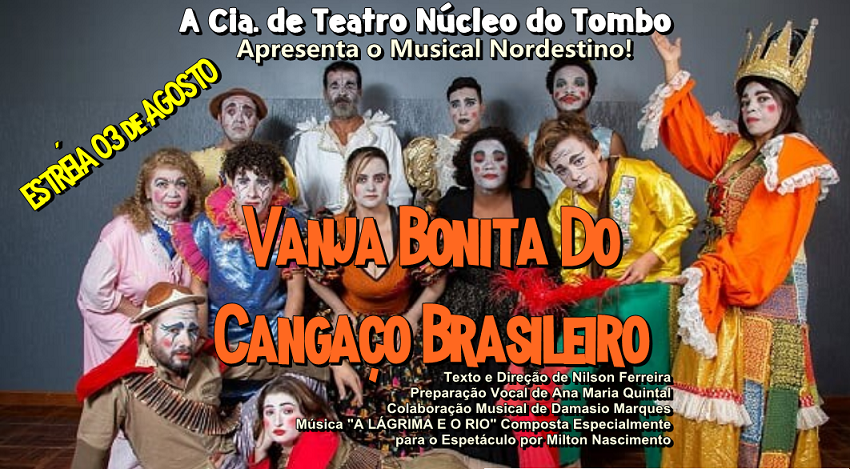 A Cia. de Teatro Núcleo do Tombo
Apresenta o Musical Nordestino!
ESTRÉIA 03 de AGOSTO
Vanja Bonita Do
Cangaço Brasileiro
Texto e Direção de Nilson Ferreira
Preparação Vocal de Ana Maria Quintal
Colaboração Musical de Damasio Marques
Música "A LÁGRIMA E O RIO" Composta Especialmente
para o Espetáculo por Milton Nascimento